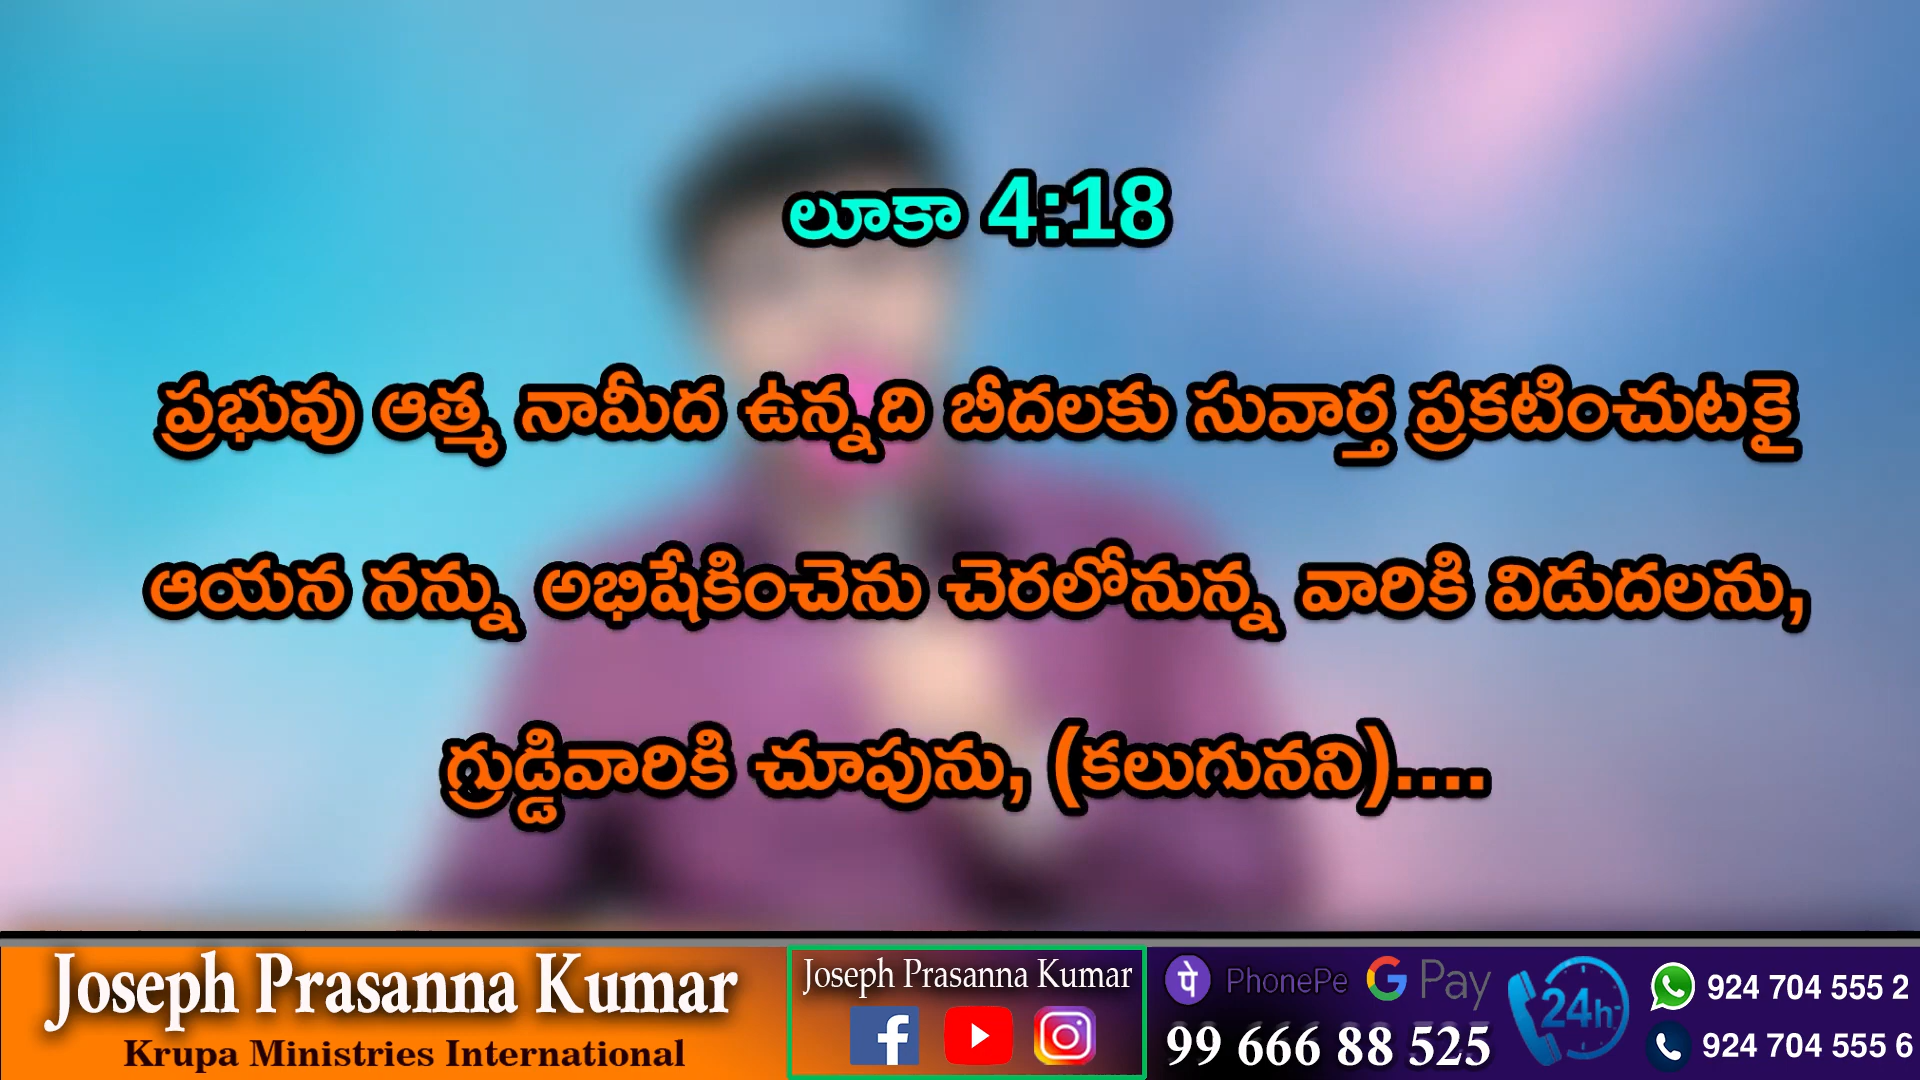 లూకా 4:18
ప్రభువు ఆత్మ నామీద ఉన్నది బీదలకు సువార్త ప్రకటించుటకై
ఆయన నన్ను అభిషేకించెను చెరలోనున్న వారికి విడుదలను,
గ్రుడ్డివారికి చూపును, (కలుగునని)....
Joseph Prasanna Kumar
Krupa Ministries International
Joseph Prasanna Kumar
पे PhonePe G Pay
99 666 88 525
24h
924 704 555 2
924 704 555 6